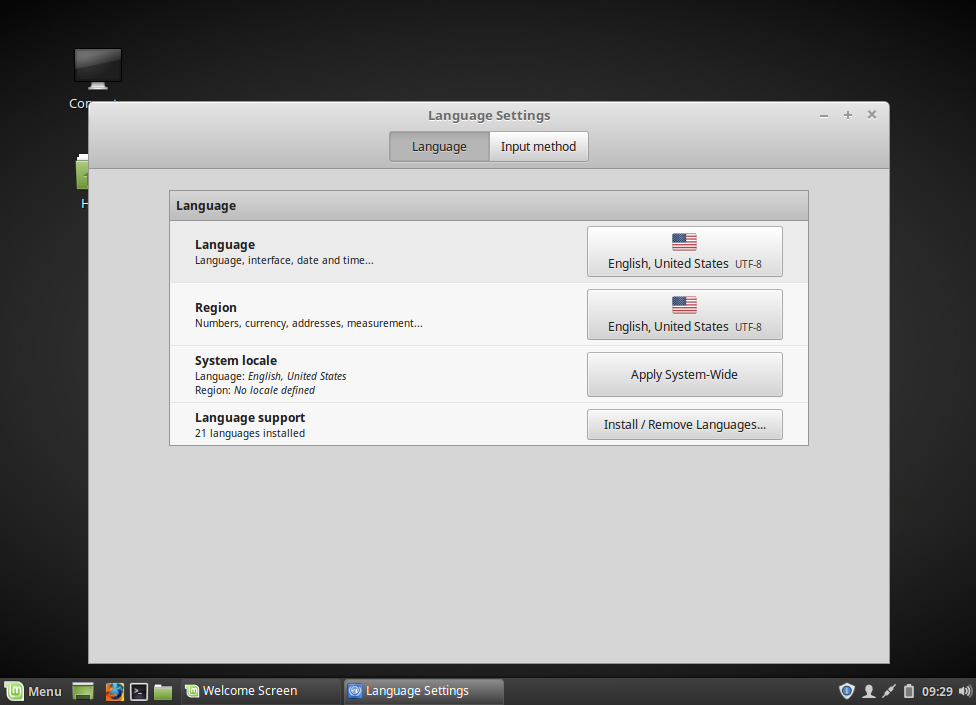 Language Settings
Language Input method
Language
Language
Language, interface, date and time...
English, United States UTF-8
Region
Numbers, currency, addresses, measurement...
English, United States UTF-8
System locale
Language: English, United States
Region: No locale defined
Apply System-Wide
Language support
21 languages installed
Install / Remove Languages...
Menu Welcome Screen Language Settings 09:29